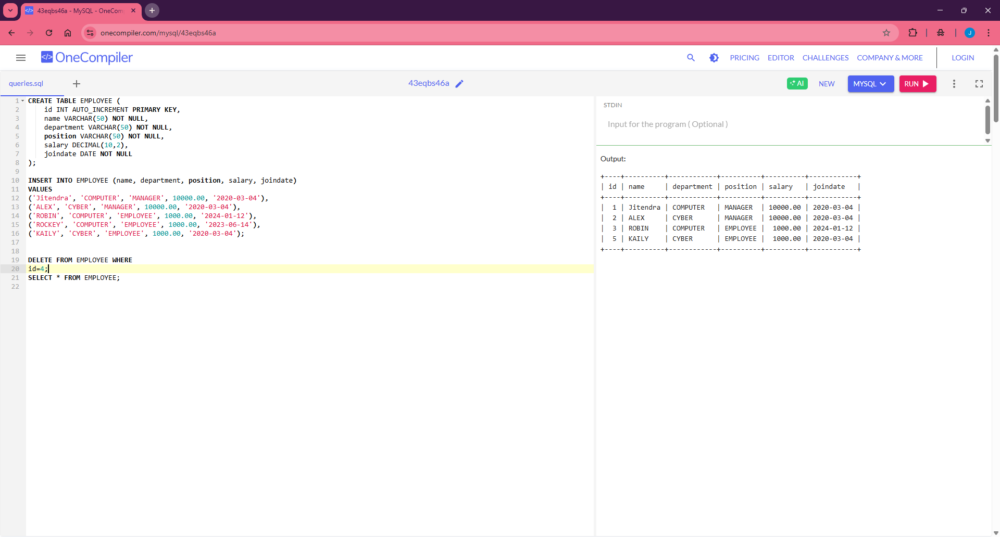 43eqbs46a - MySQL - OneCom
onecompiler.com/mysql/43eqbs46a
J
</> OneCompiler
PRICING EDITOR CHALLENGES COMPANY & MORE LOGIN
queries.sql
43eqbs46a
AI NEW MYSQL RUN
1 CREATE TABLE EMPLOYEE (
2     id INT AUTO_INCREMENT PRIMARY KEY,
3     name VARCHAR(50) NOT NULL,
4     department VARCHAR(50) NOT NULL,
5     position VARCHAR(50) NOT NULL,
6     salary DECIMAL(10,2),
7     joindate DATE NOT NULL
8 );
9
10 INSERT INTO EMPLOYEE (name, department, position, salary, joindate)
11 VALUES
12 ('Jitendra', 'COMPUTER', 'MANAGER', 10000.00, '2020-03-04'),
13 ('ALEX', 'CYBER', 'MANAGER', 10000.00, '2020-03-04'),
14 ('ROBIN', 'COMPUTER', 'EMPLOYEE', 1000.00, '2024-01-12'),
15 ('ROCKEY', 'COMPUTER', 'EMPLOYEE', 1000.00, '2023-06-14'),
16 ('KAILY', 'CYBER', 'EMPLOYEE', 1000.00, '2020-03-04');
17
18
19 DELETE FROM EMPLOYEE WHERE
20 id=4;
21 SELECT * FROM EMPLOYEE;
22
STDIN
Input for the program ( Optional )
Output:
+----+----------+------------+----------+----------+------------+
| id | name     | department | position | salary   | joindate   |
+----+----------+------------+----------+----------+------------+
|  1 | Jitendra | COMPUTER   | MANAGER  | 10000.00 | 2020-03-04 |
|  2 | ALEX     | CYBER      | MANAGER  | 10000.00 | 2020-03-04 |
|  3 | ROBIN    | COMPUTER   | EMPLOYEE |  1000.00 | 2024-01-12 |
|  5 | KAILY    | CYBER      | EMPLOYEE |  1000.00 | 2020-03-04 |
+----+----------+------------+----------+----------+------------+